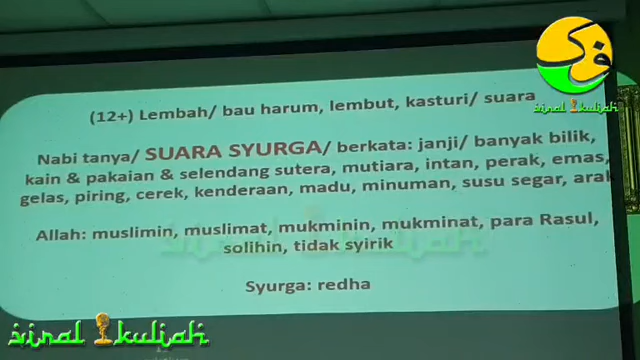 فک
sinal kuliah
(12+) Lembah/ bau harum, lembut, kasturi/ suara
Nabi tanya/ SUARA SYURGA/ berkata: janji/ banyak bilik,
kain & pakaian & selendang sutera, mutiara, intan, perak, emas,
gelas, piring, cerek, kenderaan, madu, minuman, susu segar, arak
Allah: muslimin, muslimat, mukminin, mukminat, para Rasul,
solihin, tidak syirik
Syurga: redha
sinal kuliah